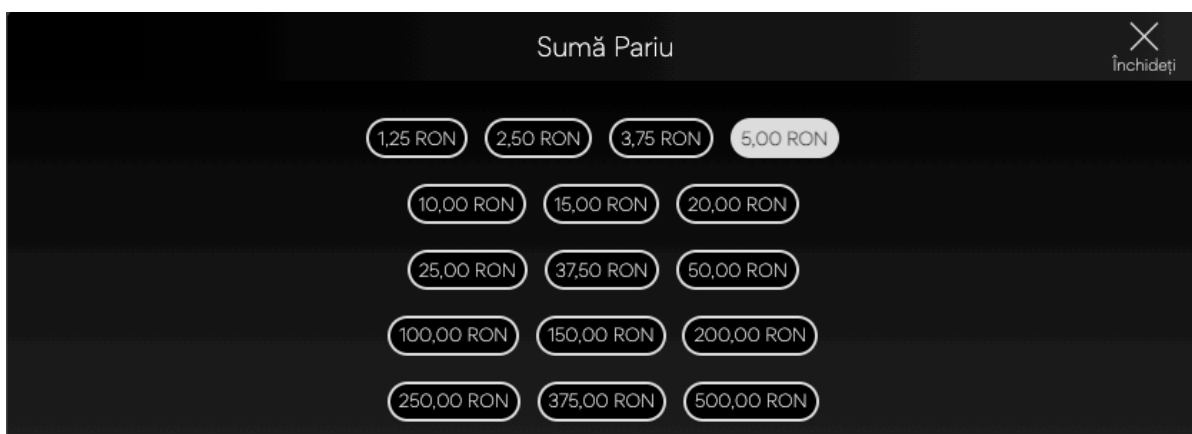 Sumă Pariu
Închideți
1,25 RON 2,50 RON 3,75 RON 5,00 RON
10,00 RON 15,00 RON 20,00 RON
25,00 RON 37,50 RON 50,00 RON
100,00 RON 150,00 RON 200,00 RON
250,00 RON 375,00 RON 500,00 RON